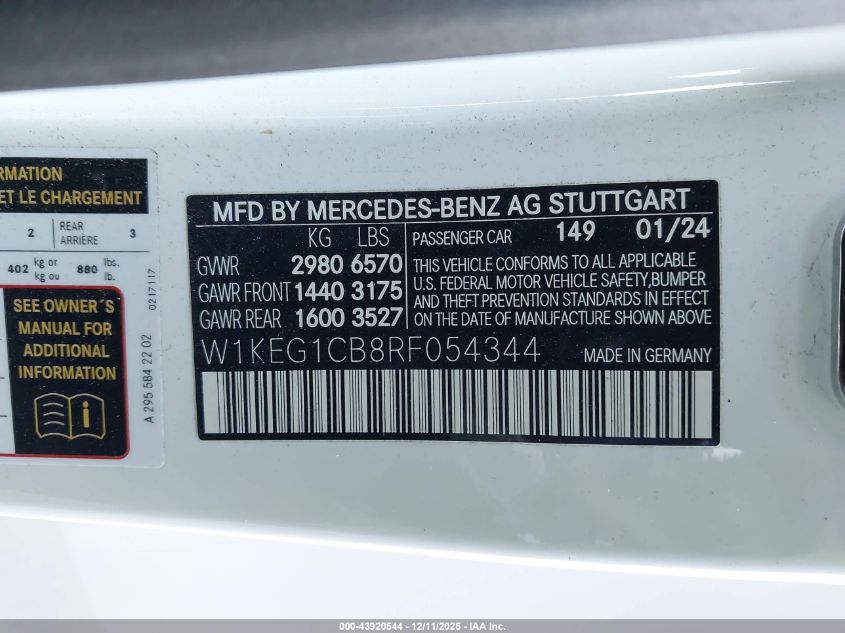 RMATION
ET LE CHARGEMENT
2 REAR ARRIÈRE 3
402 kg or kg ou 880 lbs. lb.
0217117
SEE OWNER'S
MANUAL FOR
ADDITIONAL
INFORMATION
i
A 295 584 22 02
MFD BY MERCEDES-BENZ AG STUTTGART
KG LBS
GVWR 2980 6570
GAWR FRONT 1440 3175
GAWR REAR 1600 3527
PASSENGER CAR 149 01/24
THIS VEHICLE CONFORMS TO ALL APPLICABLE
U.S. FEDERAL MOTOR VEHICLE SAFETY,BUMPER
AND THEFT PREVENTION STANDARDS IN EFFECT
ON THE DATE OF MANUFACTURE SHOWN ABOVE
W1KEG1CB8RF054344
MADE IN GERMANY
000-43920544 - 12/11/2025 - IAA Inc.